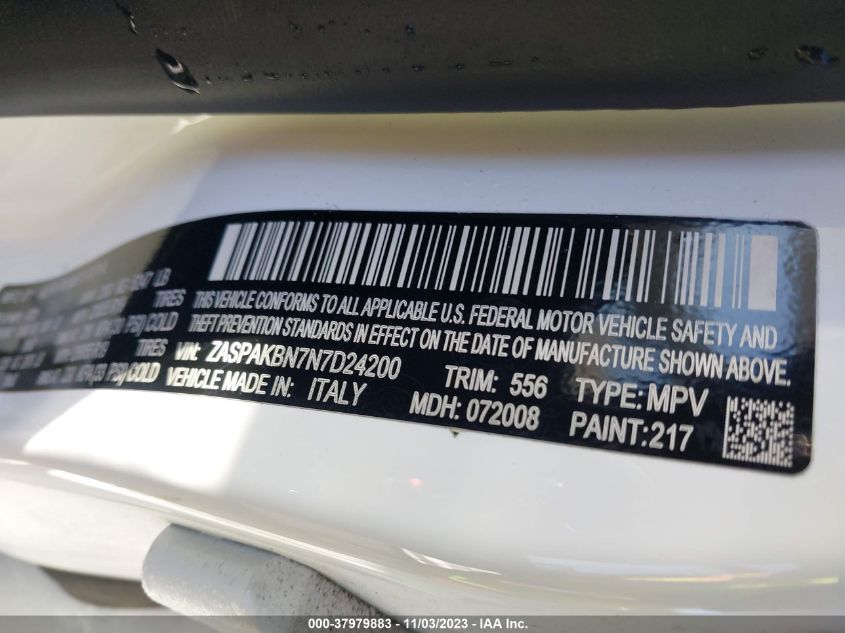 THIS VEHICLE CONFORMS TO ALL APPLICABLE U.S. FEDERAL MOTOR VEHICLE SAFETY AND
THEFT PREVENTION STANDARDS IN EFFECT ON THE DATE OF MANUFACTURE SHOWN ABOVE.
VIN: ZASPAKBN7N7D24200 TRIM: 556 TYPE: MPV
VEHICLE MADE IN: ITALY MDH: 072008 PAINT:217
LB
TIRES
COLD
TIRES
COLD
000-37979883 - 11/03/2023 - IAA Inc.